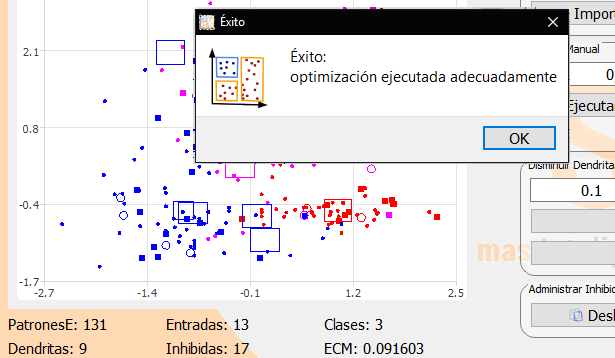 Éxito
Éxito:
optimización ejecutada adecuadamente
OK
2.1
0.8
-0.4
-1.7
-2.7
-1.4
-0.1
1.2
2.5
Impor
Manual
0.
Ejecuta
Disminuir Dendrita
0.1
Administrar Inhibid
Desl
PatronesE: 131
Entradas: 13
Clases: 3
Dendritas: 9
Inhibidas: 17
ECM: 0.091603